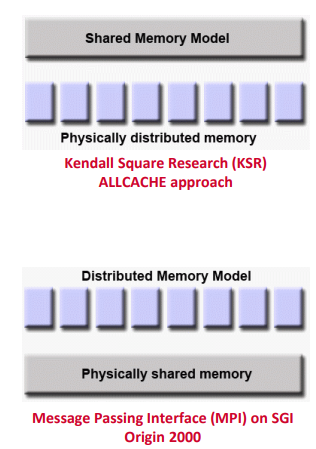 Shared Memory Model
Physically distributed memory
Kendall Square Research (KSR)
ALLCACHE approach
Distributed Memory Model
Physically shared memory
Message Passing Interface (MPI) on SGI
Origin 2000